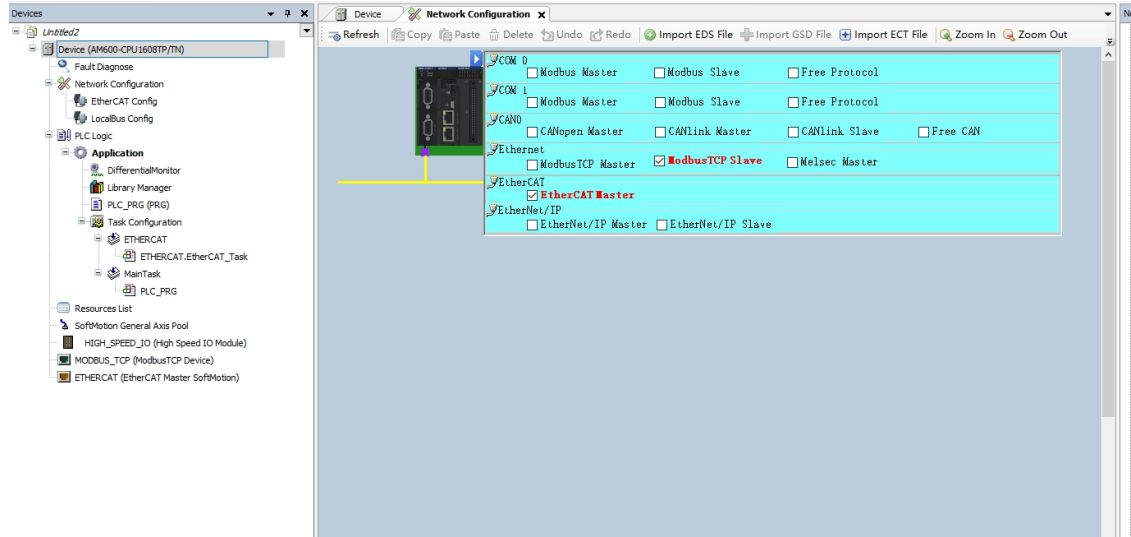 Devices
Untitled2
Device (AM600-CPU1608TP/TN)
Fault Diagnose
Network Configuration
EtherCAT Config
LocalBus Config
PLC Logic
Application
DifferentialMonitor
Library Manager
PLC_PRG (PRG)
Task Configuration
ETHERCAT
ETHERCAT.EtherCAT_Task
MainTask
PLC_PRG
Resources List
SoftMotion General Axis Pool
HIGH_SPEED_IO (High Speed IO Module)
MODBUS_TCP (ModbusTCP Device)
ETHERCAT (EtherCAT Master SoftMotion)
Device Network Configuration
Refresh Copy Paste Delete Undo Redo Import EDS File Import GSD File Import ECT File Zoom In Zoom Out
COM 0
Modbus Master Modbus Slave Free Protocol
COM 1
Modbus Master Modbus Slave Free Protocol
CAN0
CANopen Master CANlink Master CANlink Slave Free CAN
Ethernet
ModbusTCP Master ModbusTCP Slave Melsec Master
EtherCAT
EtherCAT Master
EtherNet/IP
EtherNet/IP Master EtherNet/IP Slave